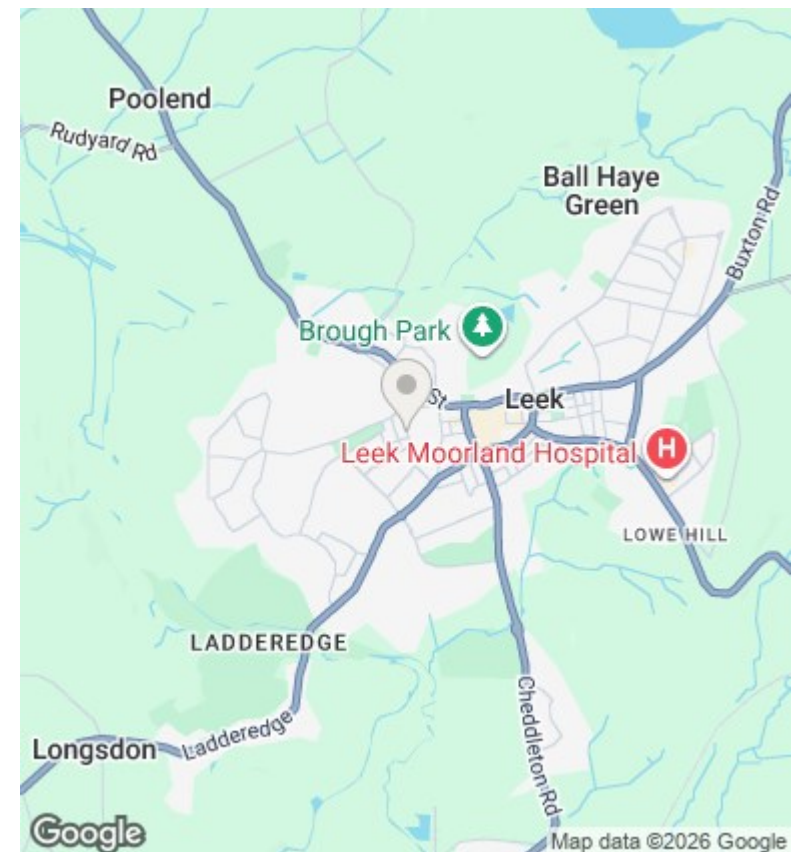 Poolend
Rudyard Rd
Ball Haye
Green
Buxton Rd
Brough Park
St
Leek
Leek Moorland Hospital
H
LOWE HILL
LADDEREDGE
Cheddleton Rd
Ladderedge
Longsdon
Google
Map data ©2026 Google